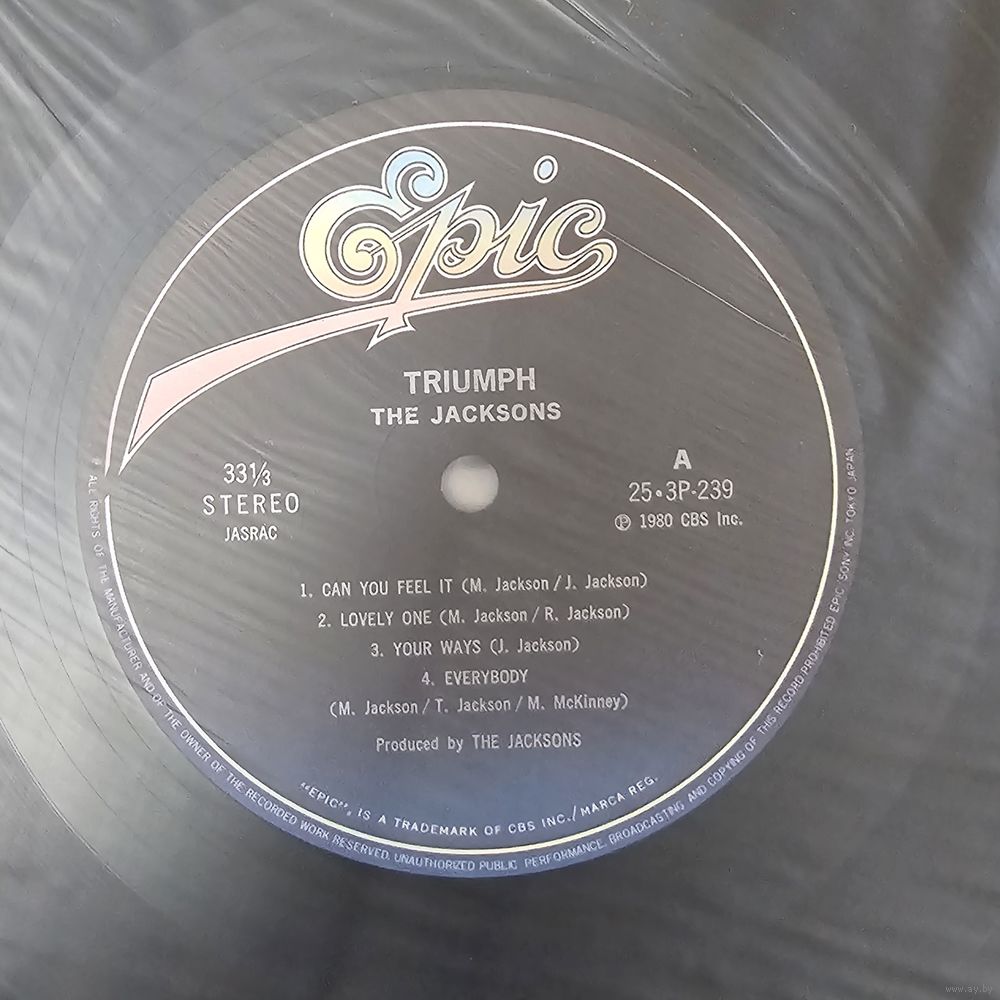 Epic
TRIUMPH
THE JACKSONS
33⅓
STEREO
JASRAC
A
25・3P-239
Ⓟ 1980 CBS Inc.
1. CAN YOU FEEL IT (M. Jackson / J. Jackson)
2. LOVELY ONE (M. Jackson / R. Jackson)
3. YOUR WAYS (J. Jackson)
4. EVERYBODY
(M. Jackson / T. Jackson / M. McKinney)
Produced by THE JACKSONS
"EPIC", IS A TRADEMARK OF CBS INC./MARCA REG.
ALL RIGHTS OF THE MANUFACTURER AND OF THE OWNER OF THE RECORDED WORK RESERVED. UNAUTHORIZED PUBLIC PERFORMANCE, BROADCASTING AND COPYING OF THIS RECORD PROHIBITED EPIC/SONY INC. TOKYO JAPAN
www.ay.by